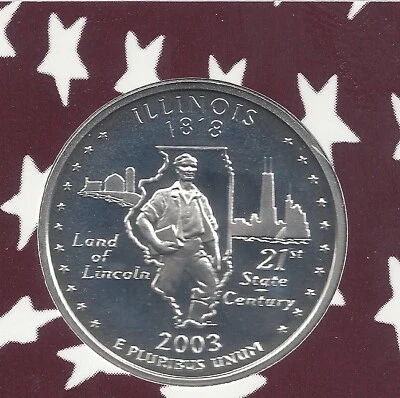 ILLINOIS
1818
Land
of
Lincoln
21st
State
Century
2003
E PLURIBUS UNUM